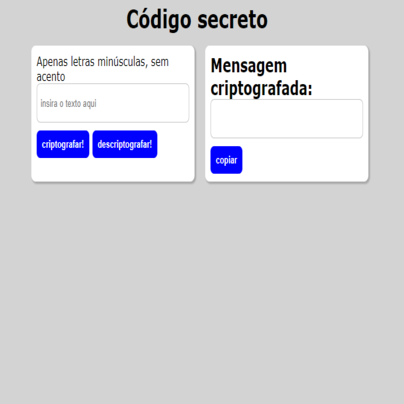 Código secreto
Apenas letras minúsculas, sem
acento
insira o texto aqui
criptografar!
descriptografar!
Mensagem
criptografada:
copiar